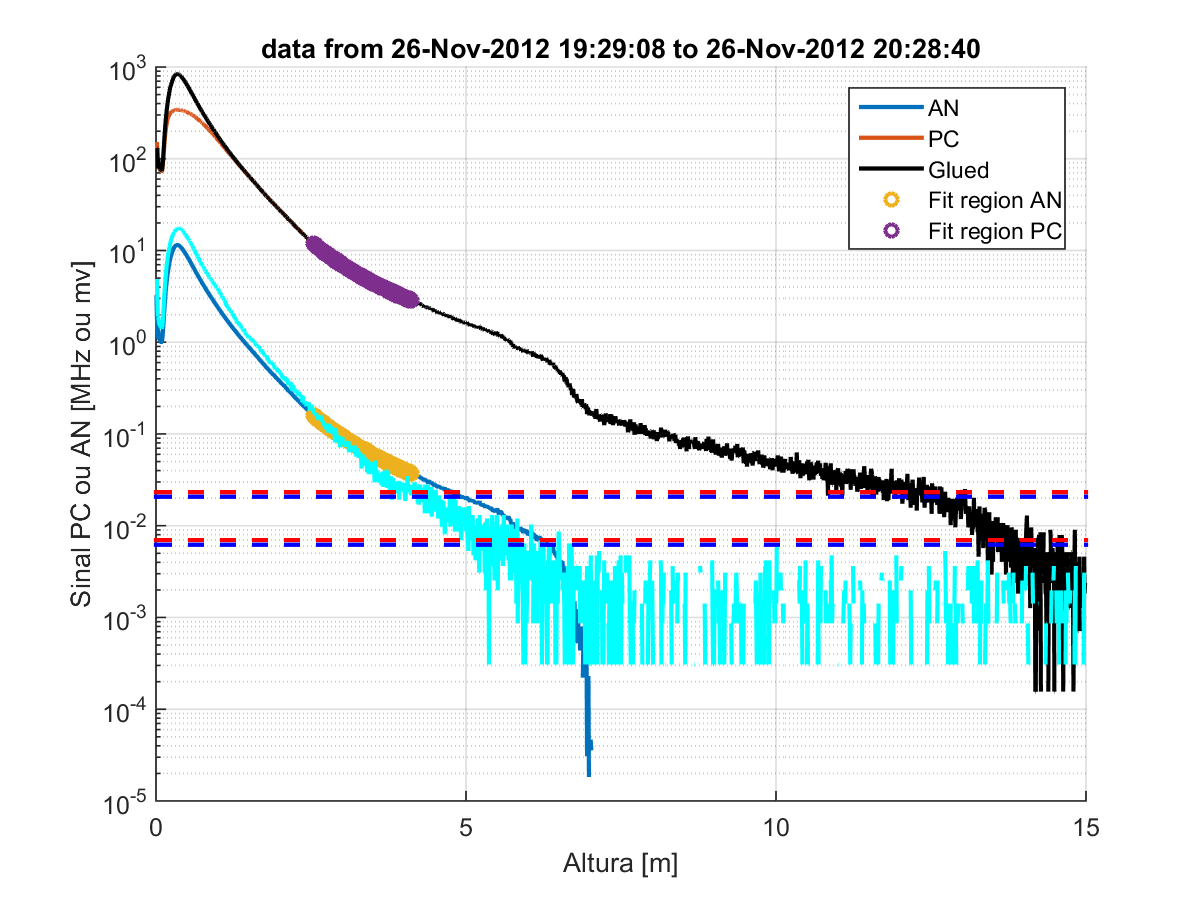 data from 26-Nov-2012 19:29:08 to 26-Nov-2012 20:28:40
10^3
10^2
10^1
10^0
10^-1
10^-2
10^-3
10^-4
10^-5
Sinal PC ou AN [MHz ou mv]
AN
PC
Glued
Fit region AN
Fit region PC
0
5
10
15
Altura [m]